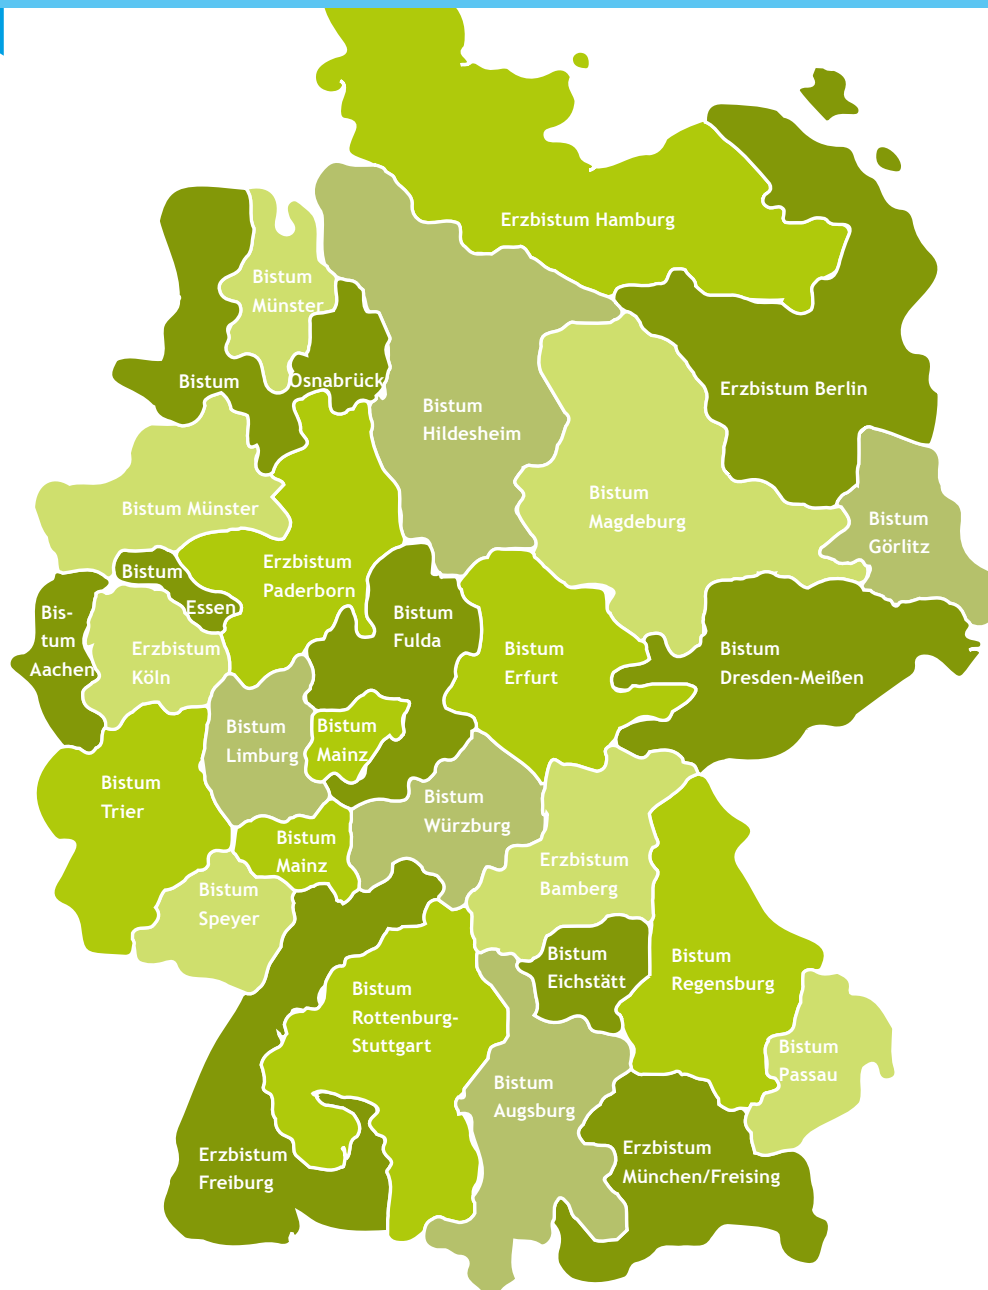 Erzbistum Hamburg
Bistum
Münster
Bistum
Osnabrück
Erzbistum Berlin
Bistum
Hildesheim
Bistum
Magdeburg
Bistum Münster
Bistum
Görlitz
Erzbistum
Paderborn
Bistum
Essen
Bis-
tum
Aachen
Erzbistum
Köln
Bistum
Fulda
Bistum
Erfurt
Bistum
Dresden-Meißen
Bistum
Limburg
Bistum
Mainz
Bistum
Trier
Bistum
Würzburg
Bistum
Mainz
Erzbistum
Bamberg
Bistum
Speyer
Bistum
Eichstätt
Bistum
Regensburg
Bistum
Rottenburg-
Stuttgart
Bistum
Passau
Bistum
Augsburg
Erzbistum
Freiburg
Erzbistum
München/Freising